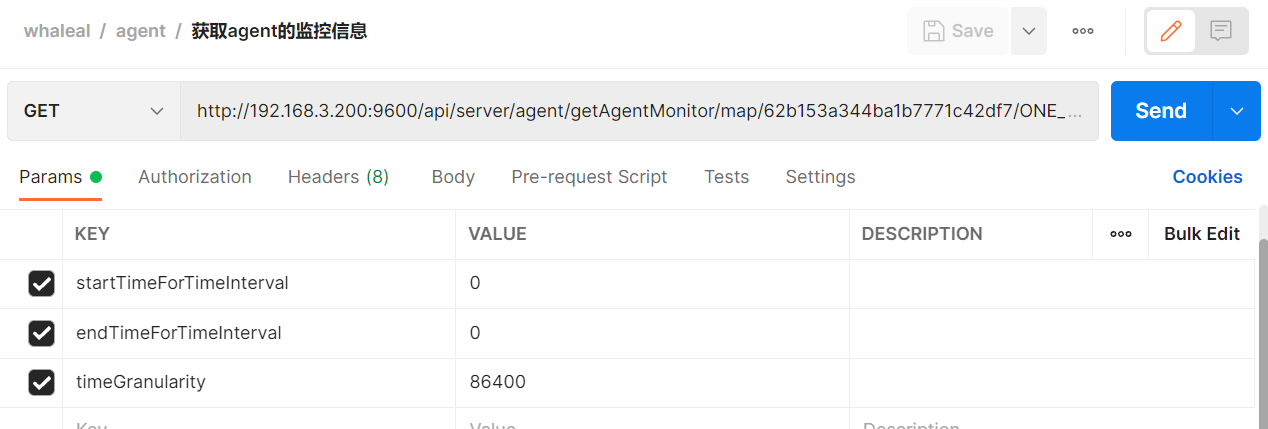 whaleal / agent / 获取agent的监控信息
Save
GET
http://192.168.3.200:9600/api/server/agent/getAgentMonitor/map/62b153a344ba1b7771c42df7/ONE_...
Send
Params Authorization Headers (8) Body Pre-request Script Tests Settings Cookies
KEY VALUE DESCRIPTION Bulk Edit
startTimeForTimeInterval 0
endTimeForTimeInterval 0
timeGranularity 86400
Key Value Description